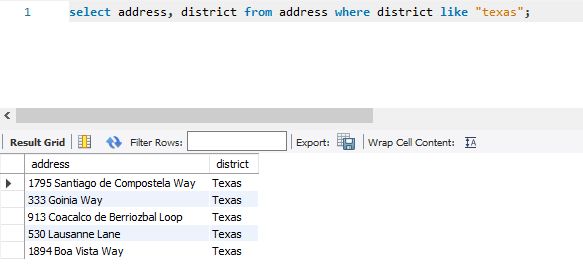 1 select address, district from address where district like "texas";
Result Grid Filter Rows: Export: Wrap Cell Content:
address district
1795 Santiago de Compostela Way Texas
333 Goinia Way Texas
913 Coacalco de Berriozbal Loop Texas
530 Lausanne Lane Texas
1894 Boa Vista Way Texas